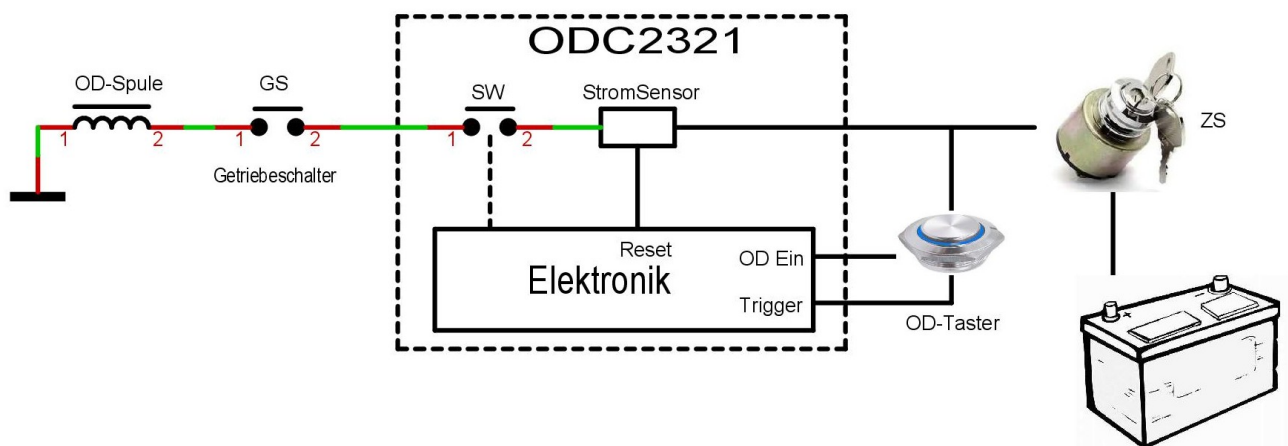 ODC2321
OD-Spule
GS
SW
StromSensor
ZS
1
2
1
2
1
2
Getriebeschalter
Reset
OD Ein
Elektronik
Trigger
OD-Taster
+